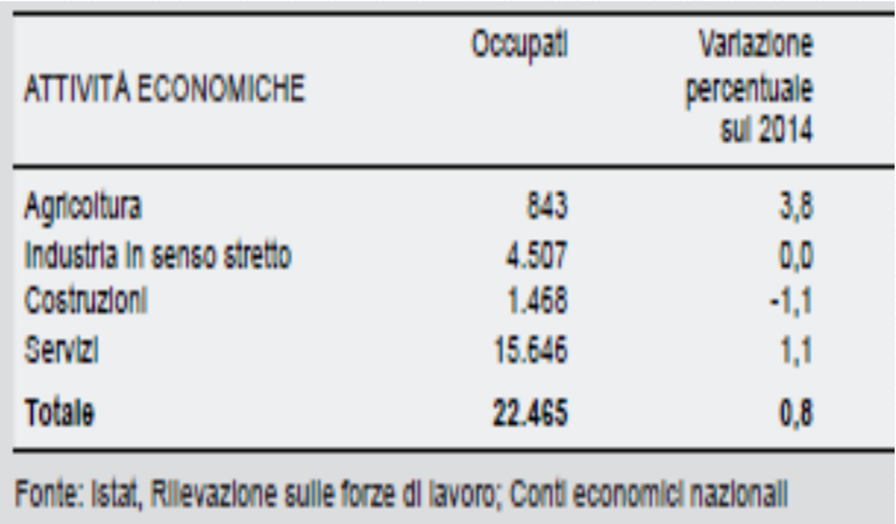 Occupati Variazione
ATTIVITÀ ECONOMICHE percentuale
sul 2014
Agricoltura 843 3,8
Industria in senso stretto 4.507 0,0
Costruzioni 1.468 -1,1
Servizi 15.646 1,1
Totale 22.465 0,8
Fonte: Istat, Rilevazione sulle forze di lavoro; Conti economici nazionali